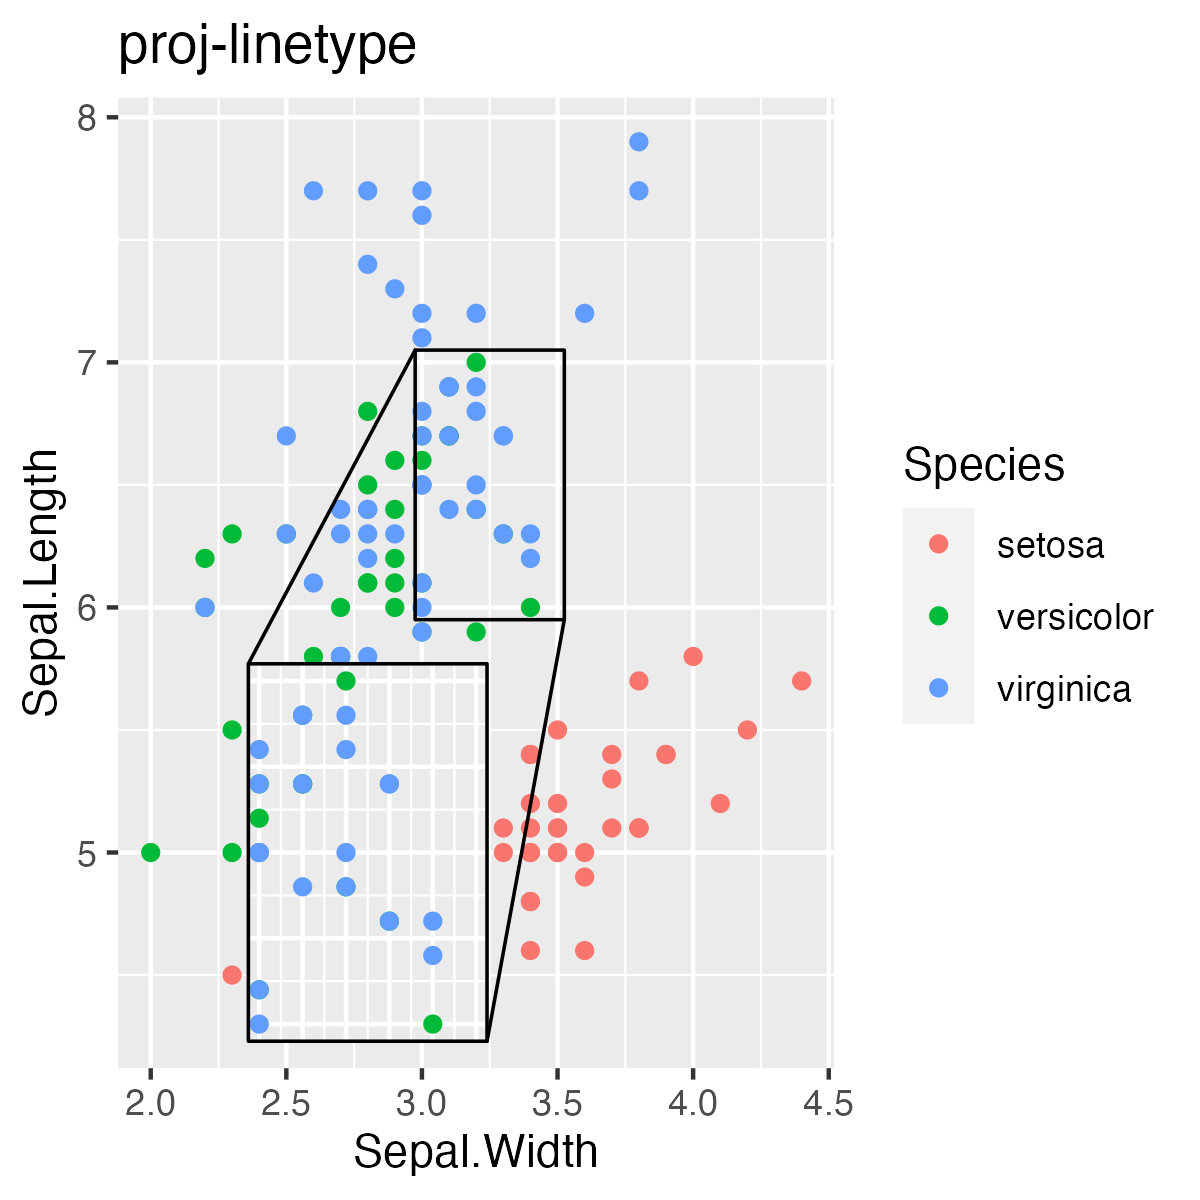 proj-linetype
8
7
6
5
2.0 2.5 3.0 3.5 4.0 4.5
Sepal.Width
Sepal.Length
Species
setosa
versicolor
virginica